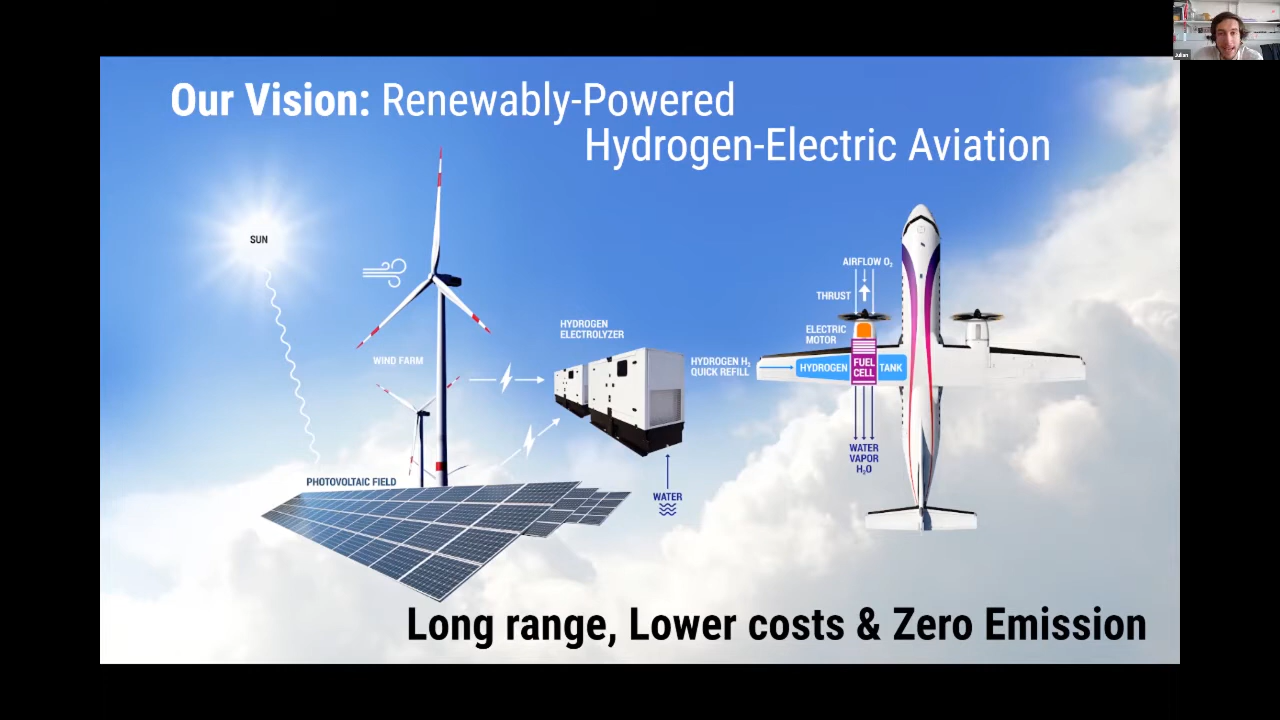 Julian
Our Vision: Renewably-Powered
Hydrogen-Electric Aviation
SUN
WIND FARM
PHOTOVOLTAIC FIELD
HYDROGEN
ELECTROLYZER
WATER
HYDROGEN H₂
QUICK REFILL
AIRFLOW O₂
THRUST
ELECTRIC
MOTOR
HYDROGEN
FUEL
CELL
TANK
WATER
VAPOR
H₂O
Long range, Lower costs & Zero Emission